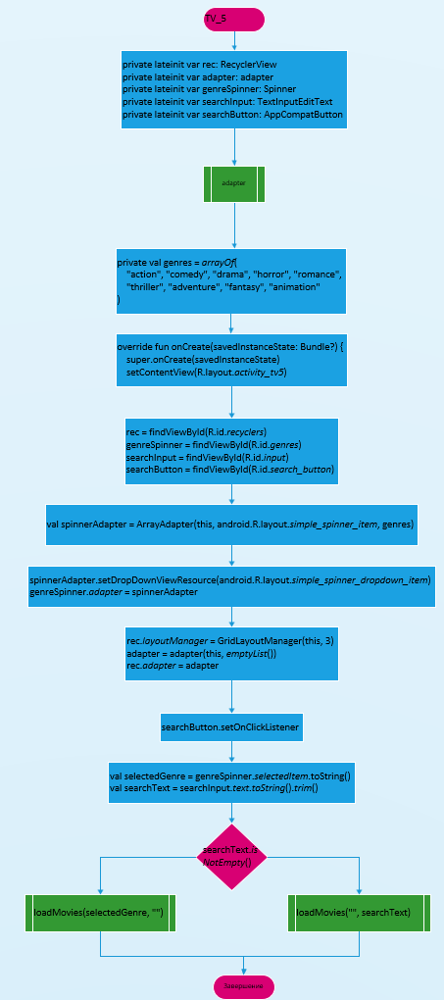 TV_5
private lateinit var rec: RecyclerView
private lateinit var adapter: adapter
private lateinit var genreSpinner: Spinner
private lateinit var searchInput: TextInputEditText
private lateinit var searchButton: AppCompatButton
adapter
private val genres = arrayOf(
"action", "comedy", "drama", "horror", "romance",
"thriller", "adventure", "fantasy", "animation"
)
override fun onCreate(savedInstanceState: Bundle?) {
super.onCreate(savedInstanceState)
setContentView(R.layout.activity_tv5)
rec = findViewById(R.id.recyclers)
genreSpinner = findViewById(R.id.genres)
searchInput = findViewById(R.id.input)
searchButton = findViewById(R.id.search_button)
val spinnerAdapter = ArrayAdapter(this, android.R.layout.simple_spinner_item, genres)
spinnerAdapter.setDropDownViewResource(android.R.layout.simple_spinner_dropdown_item)
genreSpinner.adapter = spinnerAdapter
rec.layoutManager = GridLayoutManager(this, 3)
adapter = adapter(this, emptyList())
rec.adapter = adapter
searchButton.setOnClickListener
val selectedGenre = genreSpinner.selectedItem.toString()
val searchText = searchInput.text.toString().trim()
searchText.is
NotEmpty()
loadMovies(selectedGenre, "")
loadMovies("", searchText)
Завершение